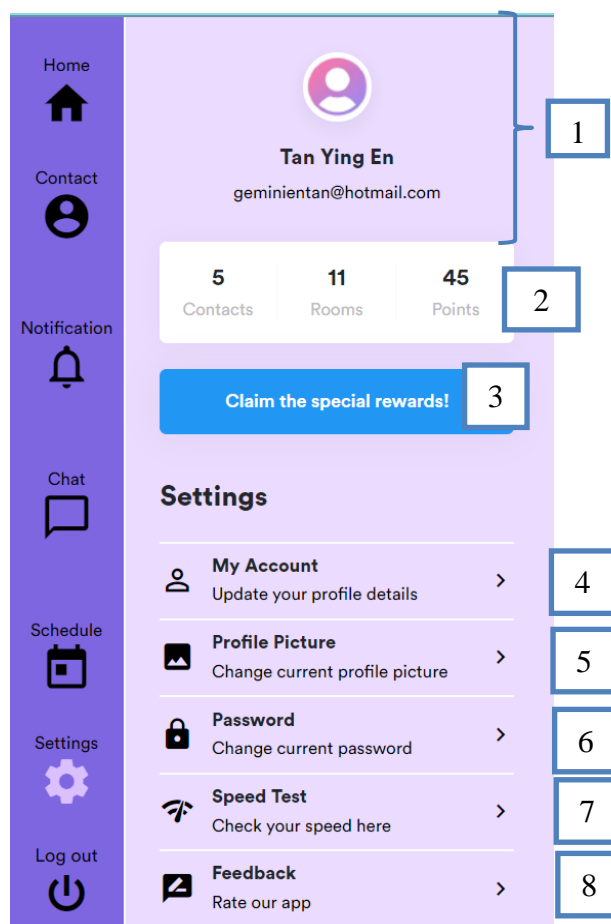 Home
Contact
Notification
Chat
Schedule
Settings
Log out
Tan Ying En
geminientan@hotmail.com
1
5 11 45
Contacts Rooms Points
2
Claim the special rewards!
3
Settings
My Account
Update your profile details
4
Profile Picture
Change current profile picture
5
Password
Change current password
6
Speed Test
Check your speed here
7
Feedback
Rate our app
8